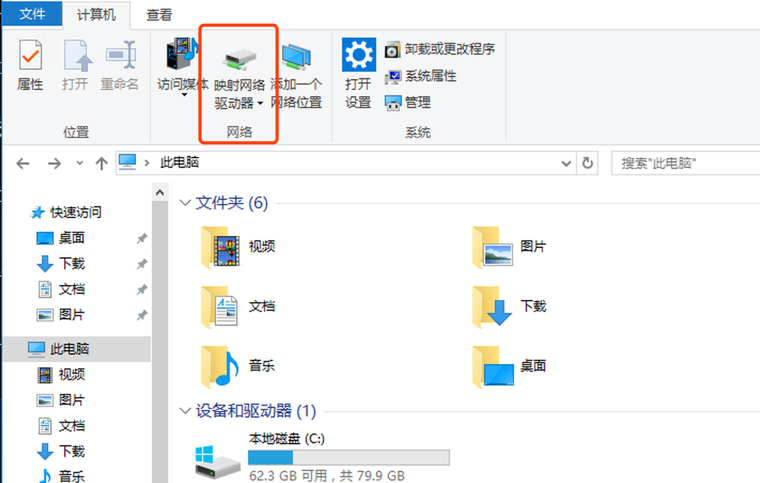 文件 计算机 查看
属性 打开 重命名 访问媒体 映射网络 添加一个 打开 卸载或更改程序
驱动器 网络位置 设置 系统属性
管理
位置 网络 系统
此电脑 搜索"此电脑"
快速访问
桌面
下载
文档
图片
此电脑
视频
图片
文档
下载
音乐
文件夹 (6)
视频 图片
文档 下载
音乐 桌面
设备和驱动器 (1)
本地磁盘 (C:)
62.3 GB 可用，共 79.9 GB